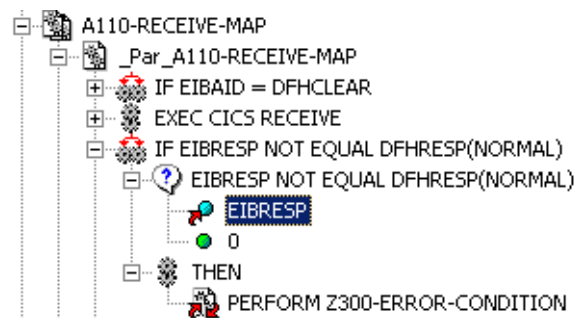 A110-RECEIVE-MAP
_Par_A110-RECEIVE-MAP
IF EIBAID = DFHCLEAR
EXEC CICS RECEIVE
IF EIBRESP NOT EQUAL DFHRESP(NORMAL)
EIBRESP NOT EQUAL DFHRESP(NORMAL)
EIBRESP
0
THEN
PERFORM Z300-ERROR-CONDITION